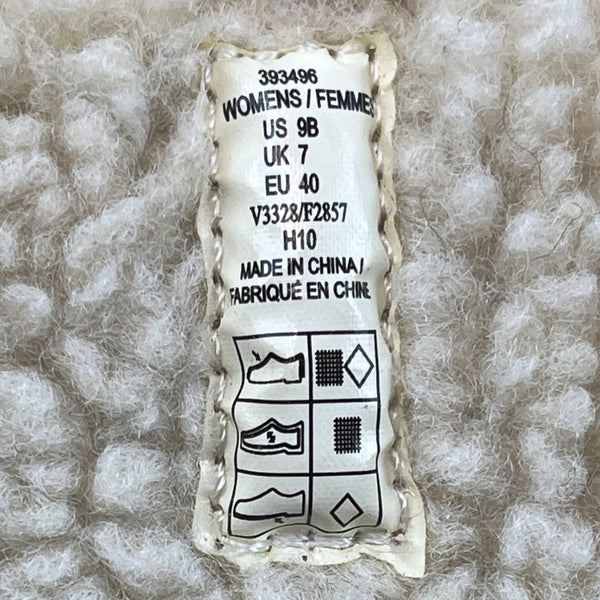 393496
WOMENS / FEMMES
US 9B
UK 7
EU 40
V3328/F2857
H10
MADE IN CHINA /
FABRIQUÉ EN CHINE